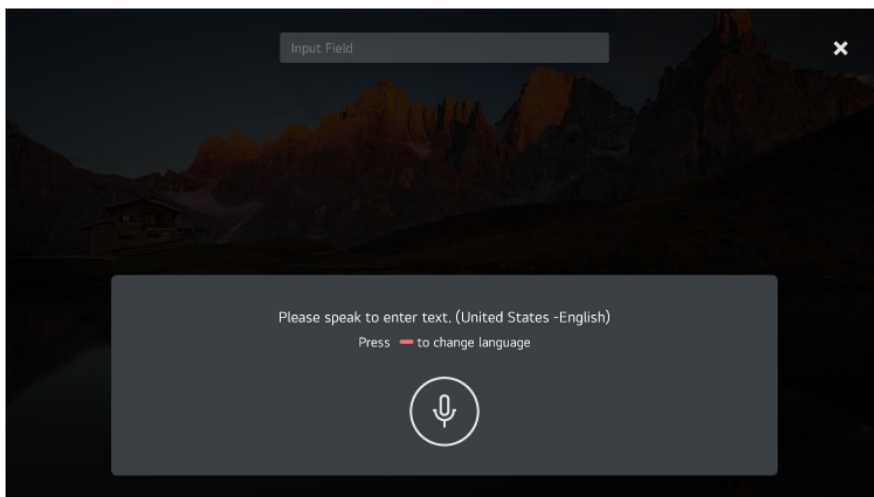 Input Field
Please speak to enter text. (United States -English)
Press to change language